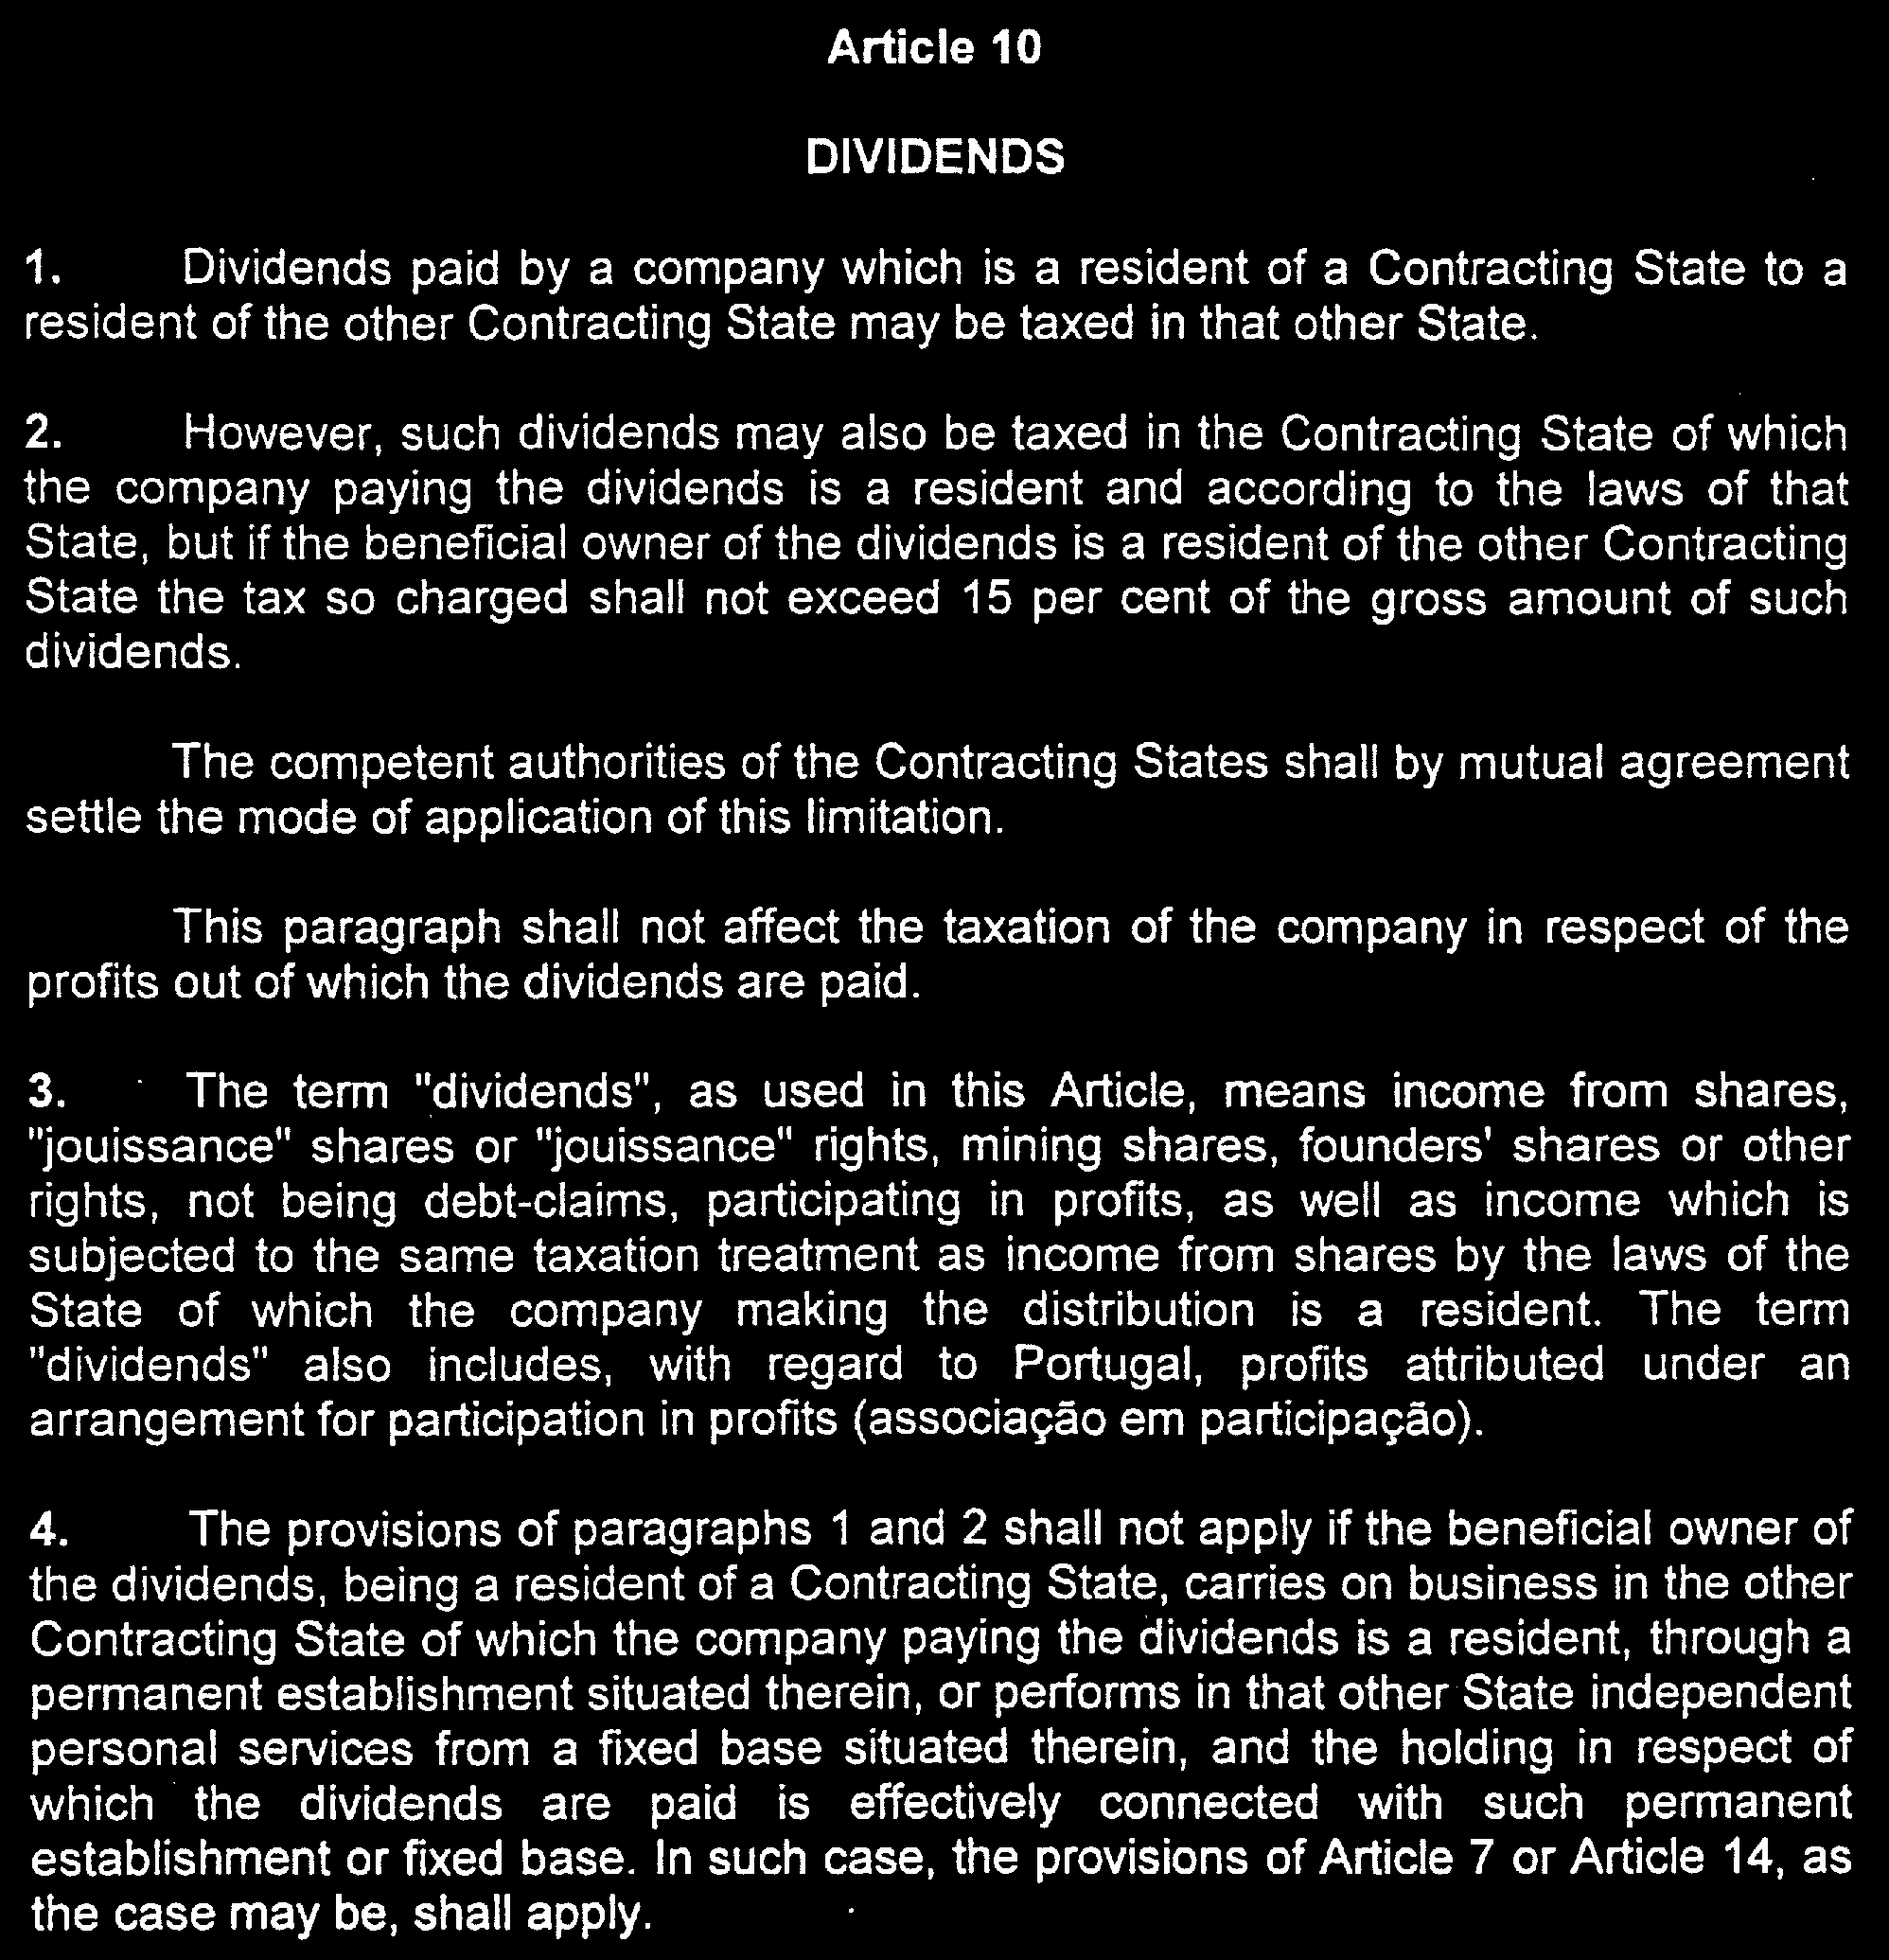 Article 10
DIVIDENDS
1. Dividends paid by a company which is a resident of a Contracting State to a
resident of the other Contracting State may be taxed in that other State.
2. However, such dividends may also be taxed in the Contracting State of which
the company paying the dividends is a resident and according to the laws of that
State, but if the beneficial owner of the dividends is a resident of the other Contracting
State the tax so charged shall not exceed 15 per cent of the gross amount of such
dividends.
The competent authorities of the Contracting States shall by mutual agreement
settle the mode of application of this limitation.
This paragraph shall not affect the taxation of the company in respect of the
profits out of which the dividends are paid.
3. The term "dividends", as used in this Article, means income from shares,
"jouissance" shares or "jouissance" rights, mining shares, founders' shares or other
rights, not being debt-claims, participating in profits, as well as income which is
subjected to the same taxation treatment as income from shares by the laws of the
State of which the company making the distribution is a resident. The term
"dividends" also includes, with regard to Portugal, profits attributed under an
arrangement for participation in profits (associação em participação).
4. The provisions of paragraphs 1 and 2 shall not apply if the beneficial owner of
the dividends, being a resident of a Contracting State, carries on business in the other
Contracting State of which the company paying the dividends is a resident, through a
permanent establishment situated therein, or performs in that other State independent
personal services from a fixed base situated therein, and the holding in respect of
which the dividends are paid is effectively connected with such permanent
establishment or fixed base. In such case, the provisions of Article 7 or Article 14, as
the case may be, shall apply.